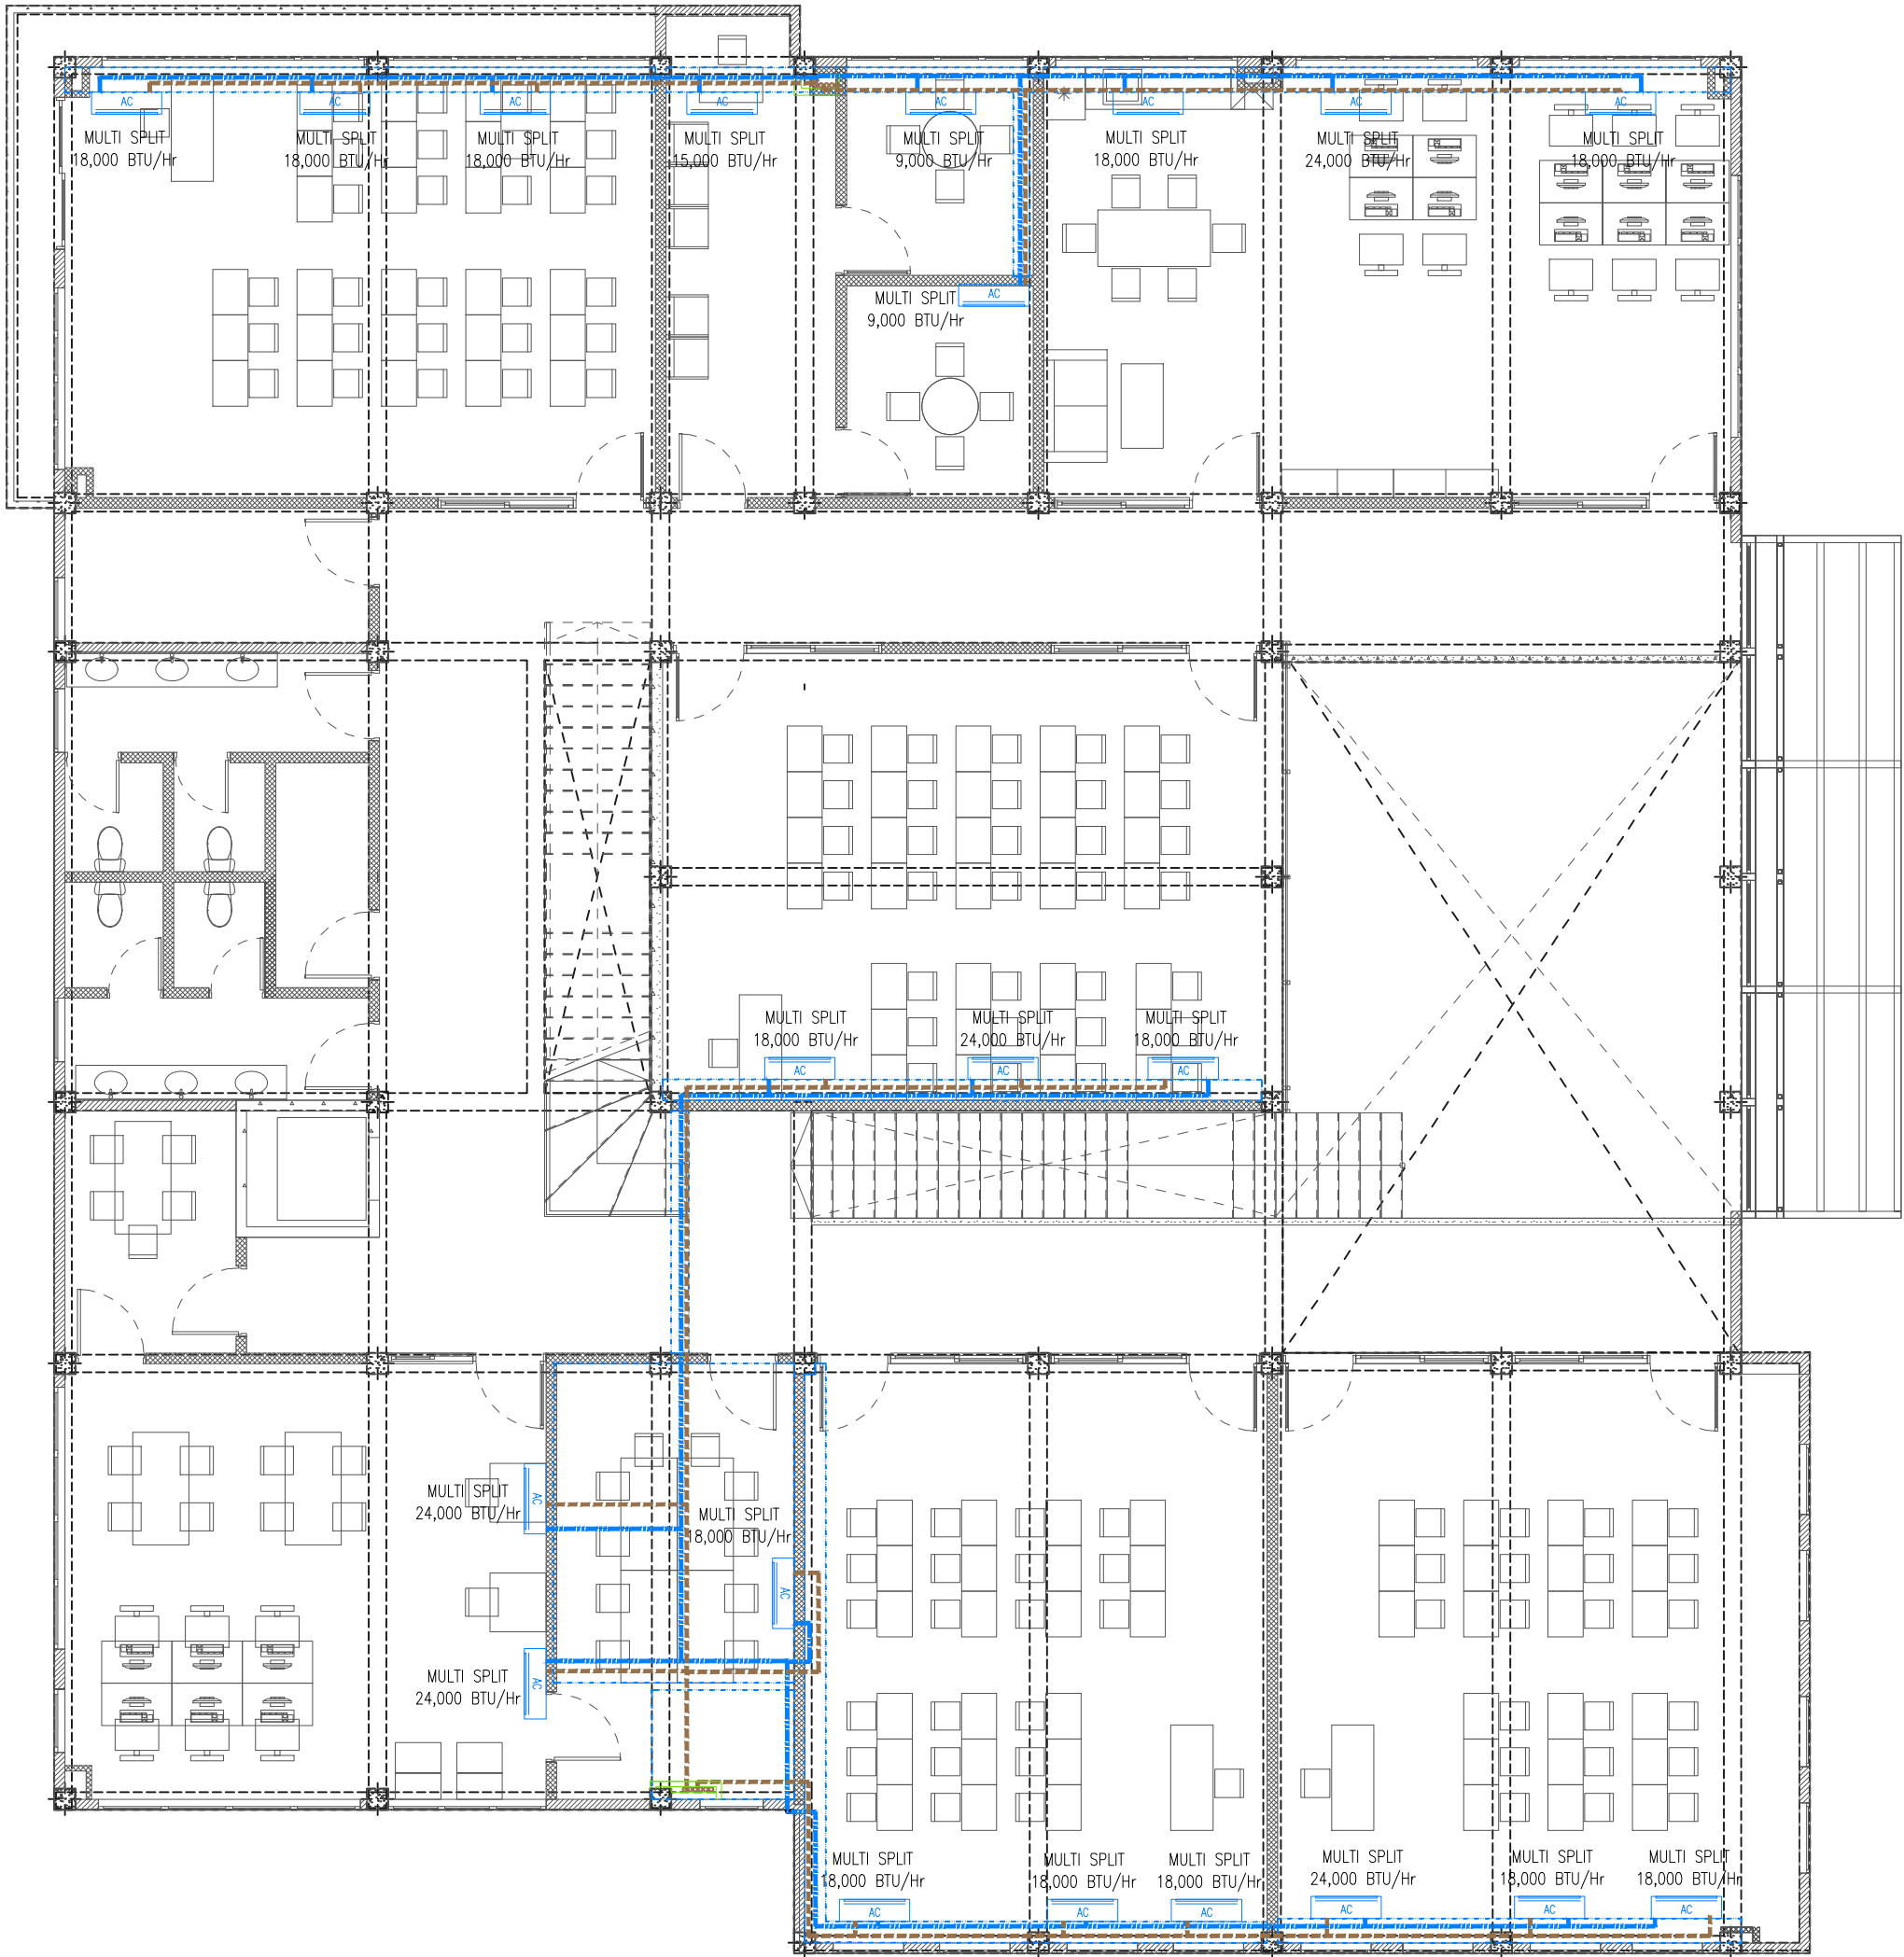 AC
AC
AC
AC
AC
AC
AC
AC
MULTI SPLIT
18,000 BTU/Hr
MULTI SPLIT
18,000 BTU/Hr
MULTI SPLIT
18,000 BTU/Hr
MULTI SPLIT
15,000 BTU/Hr
MULTI SPLIT
9,000 BTU/Hr
MULTI SPLIT
18,000 BTU/Hr
MULTI SPLIT
24,000 BTU/Hr
MULTI SPLIT
18,000 BTU/Hr
AC
MULTI SPLIT
9,000 BTU/Hr
MULTI SPLIT
18,000 BTU/Hr
MULTI SPLIT
24,000 BTU/Hr
MULTI SPLIT
18,000 BTU/Hr
AC
AC
AC
MULTI SPLIT
24,000 BTU/Hr
AC
MULTI SPLIT
18,000 BTU/Hr
AC
MULTI SPLIT
24,000 BTU/Hr
AC
MULTI SPLIT
18,000 BTU/Hr
MULTI SPLIT
18,000 BTU/Hr
MULTI SPLIT
18,000 BTU/Hr
MULTI SPLIT
24,000 BTU/Hr
MULTI SPLIT
18,000 BTU/Hr
MULTI SPLIT
18,000 BTU/Hr
AC
AC
AC
AC
AC
AC